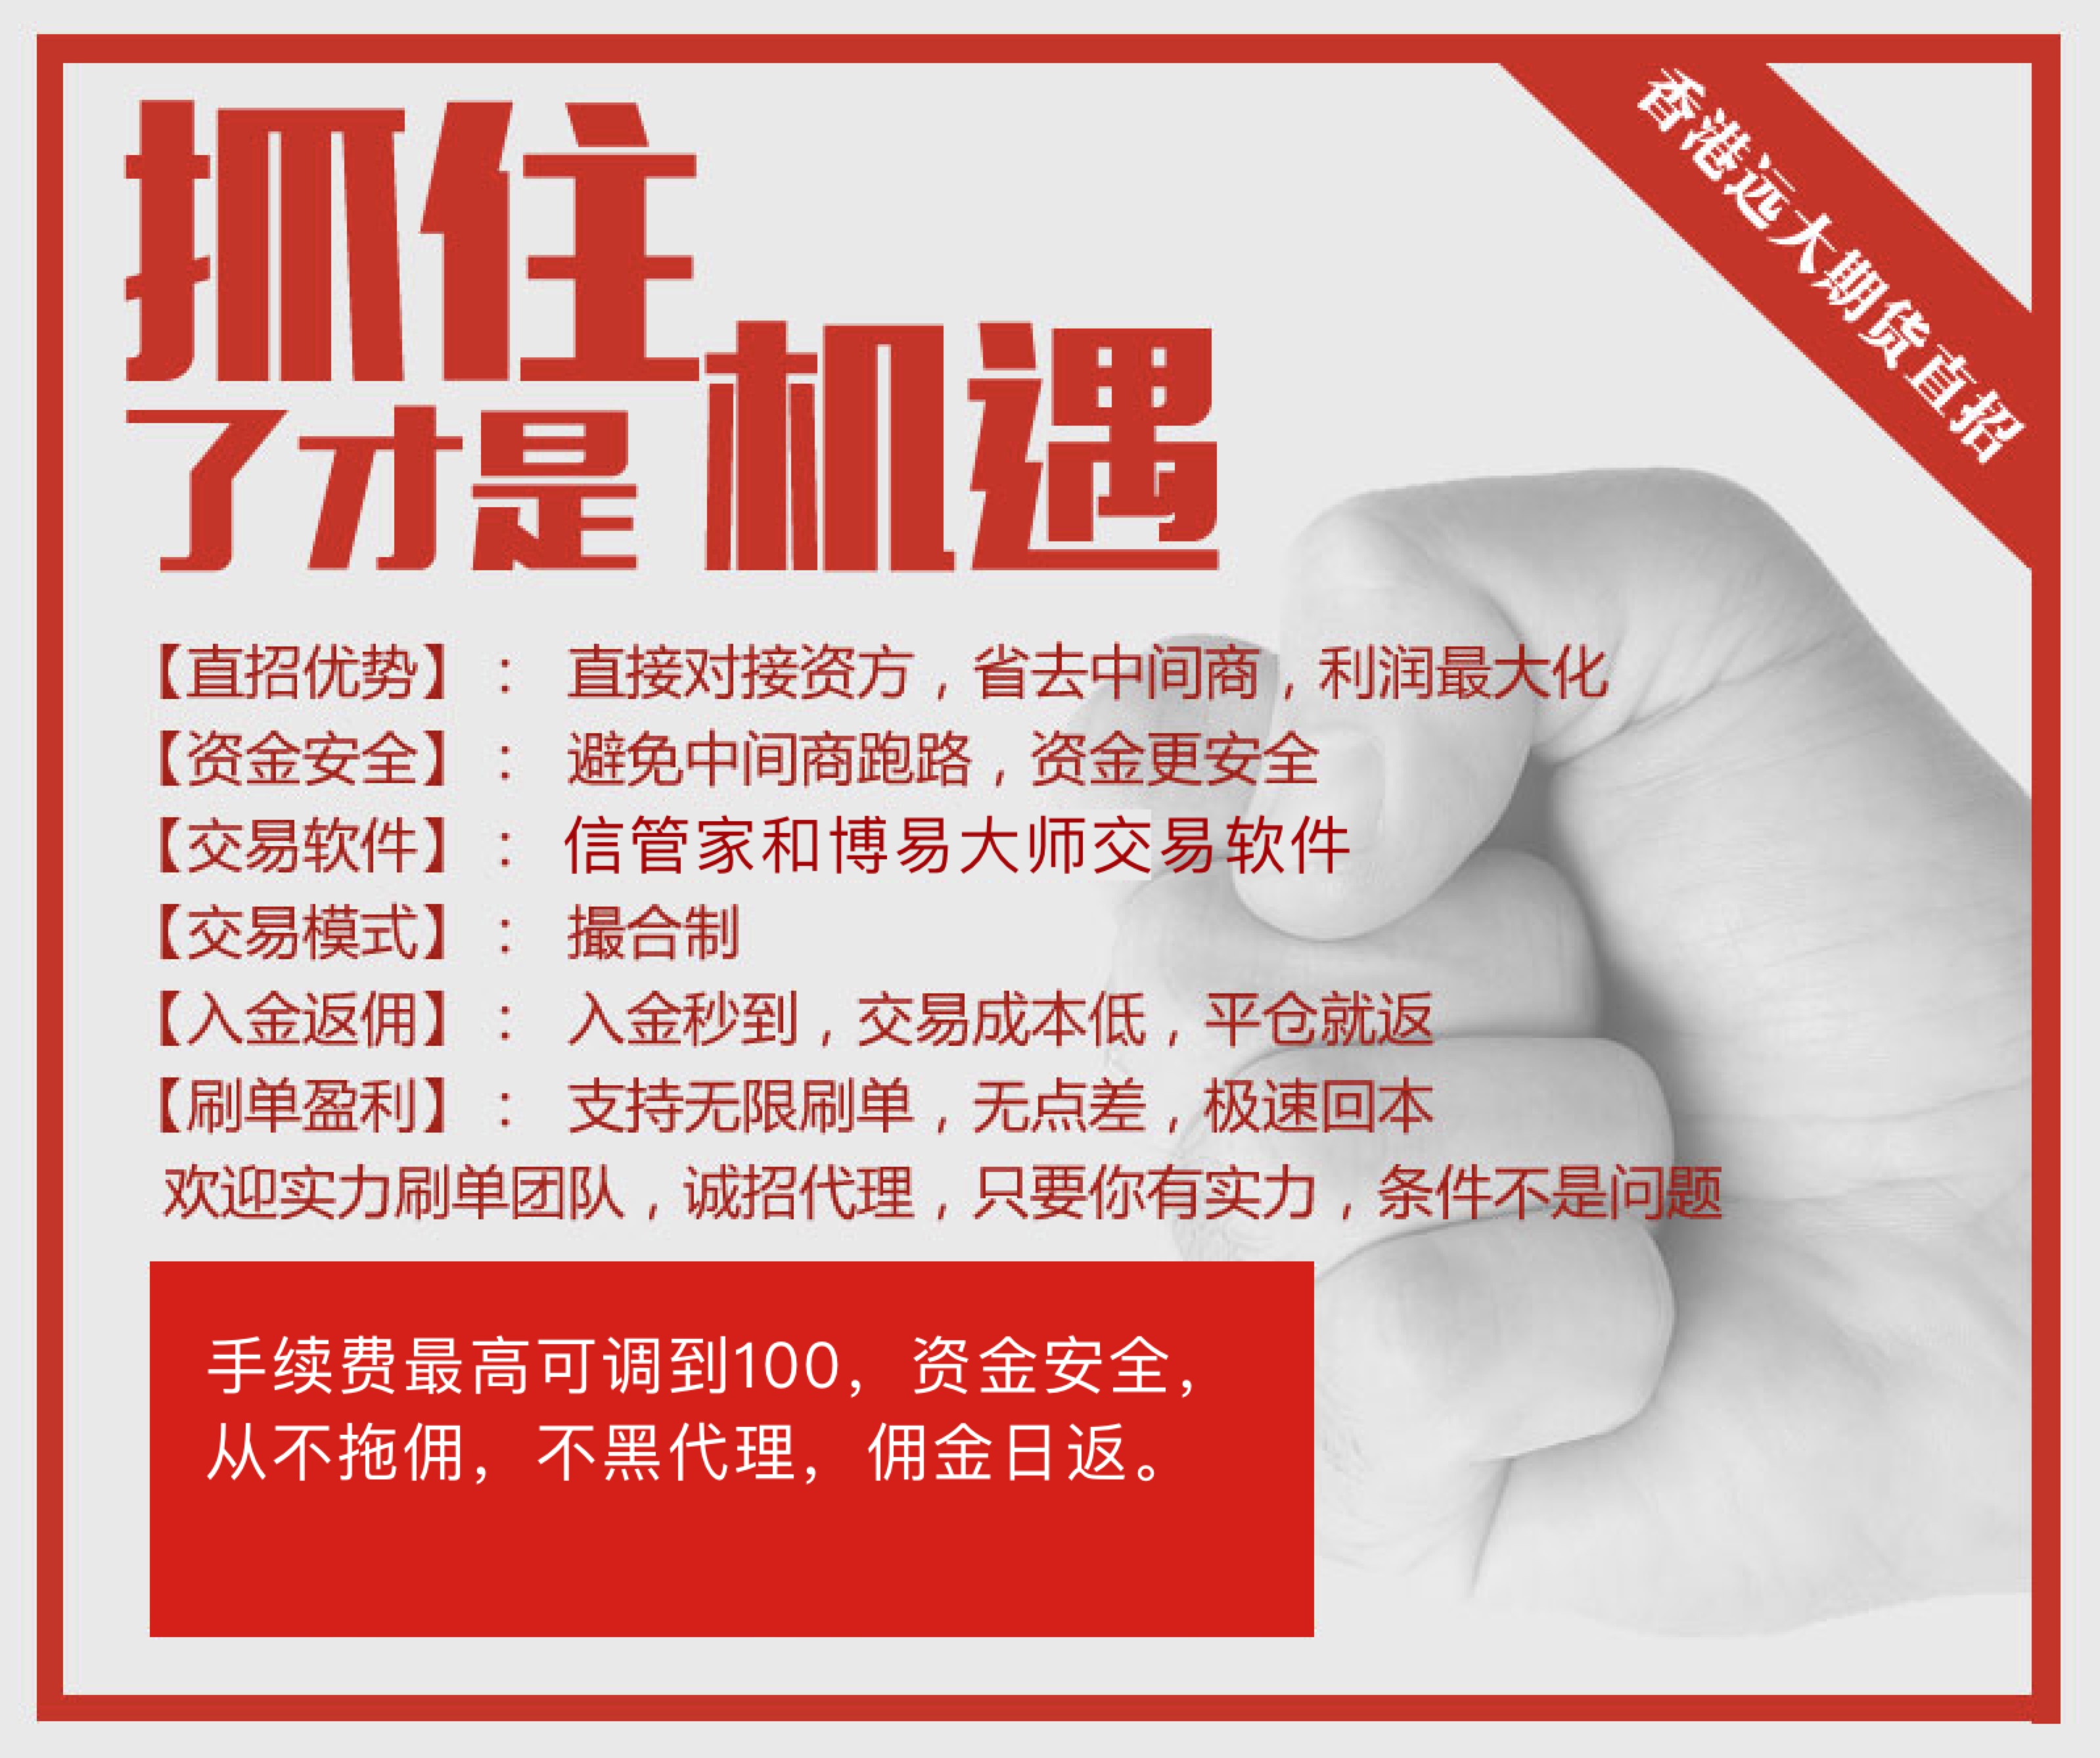 香港远大期货直招
抓住
了才是机遇
【直招优势】： 直接对接资方，省去中间商，利润最大化
【资金安全】： 避免中间商跑路，资金更安全
【交易软件】： 信管家和博易大师交易软件
【交易模式】： 撮合制
【入金返佣】： 入金秒到，交易成本低，平仓就返
【刷单盈利】： 支持无限刷单，无点差，极速回本
欢迎实力刷单团队，诚招代理，只要你有实力，条件不是问题
手续费最高可调到100，资金安全，
从不拖佣，不黑代理，佣金日返。